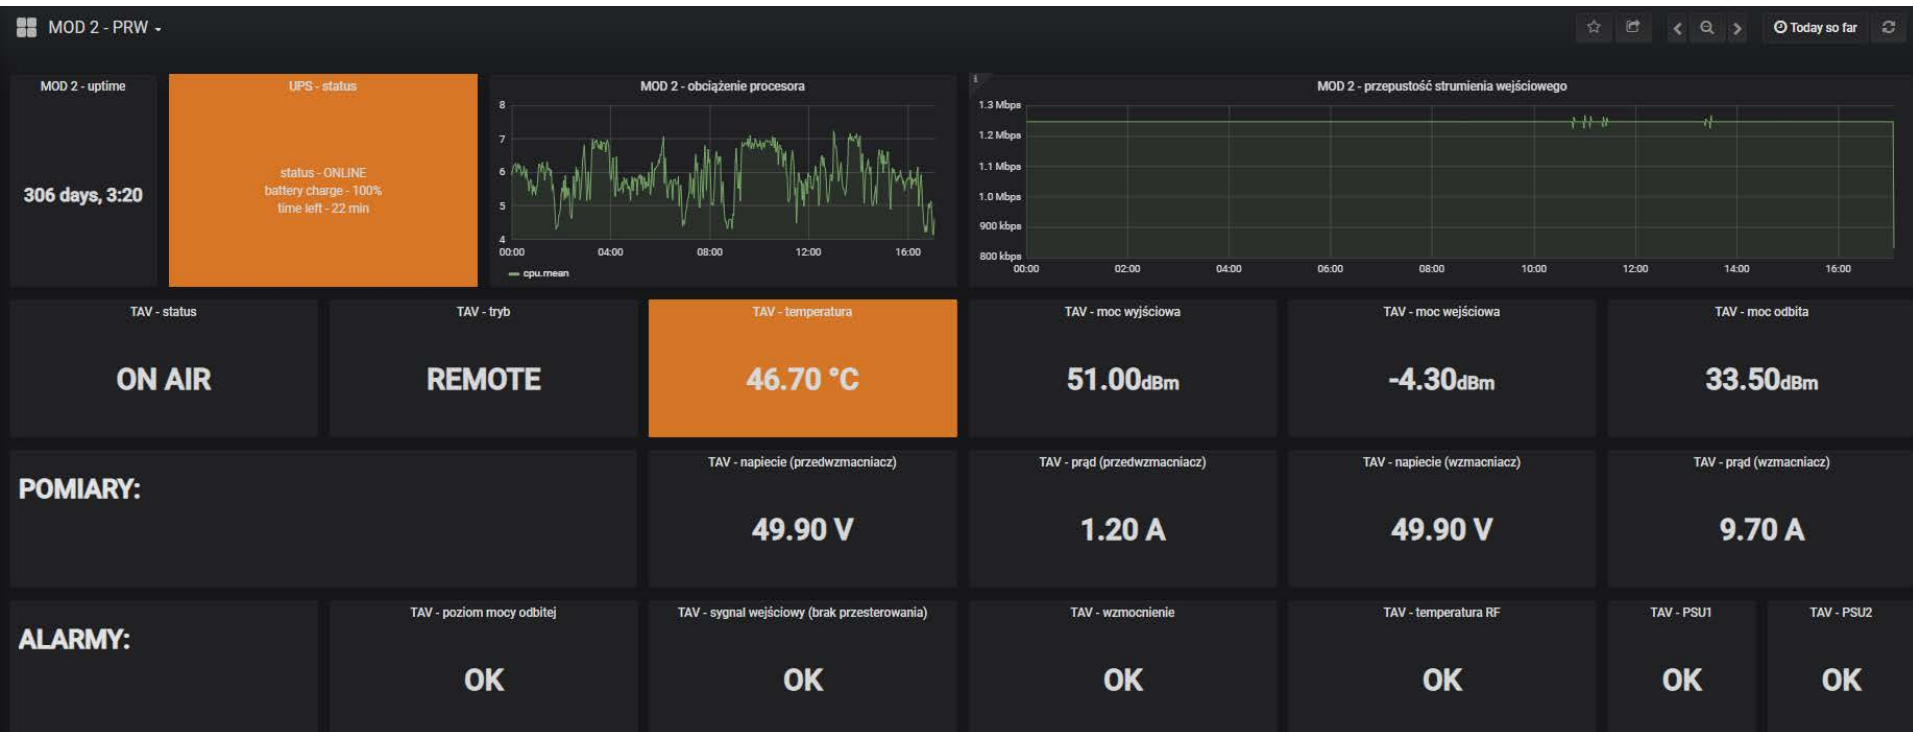 MOD 2 - PRW
Today so far
MOD 2 - uptime
306 days, 3:20
UPS - status
status - ONLINE
battery charge - 100%
time left - 22 min
MOD 2 - obciążenie procesora
8
7
6
5
4
00:00 04:00 08:00 12:00 16:00
cpu.mean
MOD 2 - przepustość strumienia wejściowego
1.3 Mbps
1.2 Mbps
1.1 Mbps
1.0 Mbps
900 kbps
800 kbps
00:00 02:00 04:00 06:00 08:00 10:00 12:00 14:00 16:00
TAV - status
ON AIR
TAV - tryb
REMOTE
TAV - temperatura
46.70 °C
TAV - moc wyjściowa
51.00dBm
TAV - moc wejściowa
-4.30dBm
TAV - moc odbita
33.50dBm
POMIARY:
TAV - napiecie (przedwzmacniacz)
49.90 V
TAV - prąd (przedwzmacniacz)
1.20 A
TAV - napiecie (wzmacniacz)
49.90 V
TAV - prąd (wzmacniacz)
9.70 A
ALARMY:
TAV - poziom mocy odbitej
OK
TAV - sygnal wejściowy (brak przesterowania)
OK
TAV - wzmocnienie
OK
TAV - temperatura RF
OK
TAV - PSU1
OK
TAV - PSU2
OK